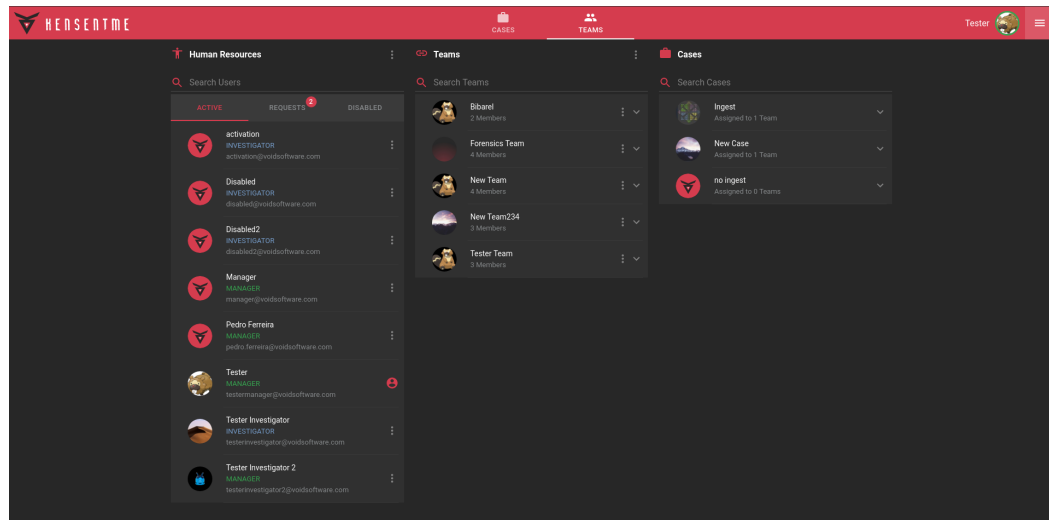 HENSENTME
CASES
TEAMS
Tester
Human Resources
Search Users
ACTIVE
REQUESTS 2
DISABLED
activation
INVESTIGATOR
activation@voidsoftware.com
Disabled
INVESTIGATOR
disabled@voidsoftware.com
Disabled2
INVESTIGATOR
disabled2@voidsoftware.com
Manager
MANAGER
manager@voidsoftware.com
Pedro Ferreira
MANAGER
pedro.ferreira@voidsoftware.com
Tester
MANAGER
testermanager@voidsoftware.com
Tester Investigator
INVESTIGATOR
testerinvestigator@voidsoftware.com
Tester Investigator 2
MANAGER
testerinvestigator2@voidsoftware.com
Teams
Search Teams
Bibarel
2 Members
Forensics Team
4 Members
New Team
4 Members
New Team234
3 Members
Tester Team
3 Members
Cases
Search Cases
Ingest
Assigned to 1 Team
New Case
Assigned to 1 Team
no ingest
Assigned to 0 Teams